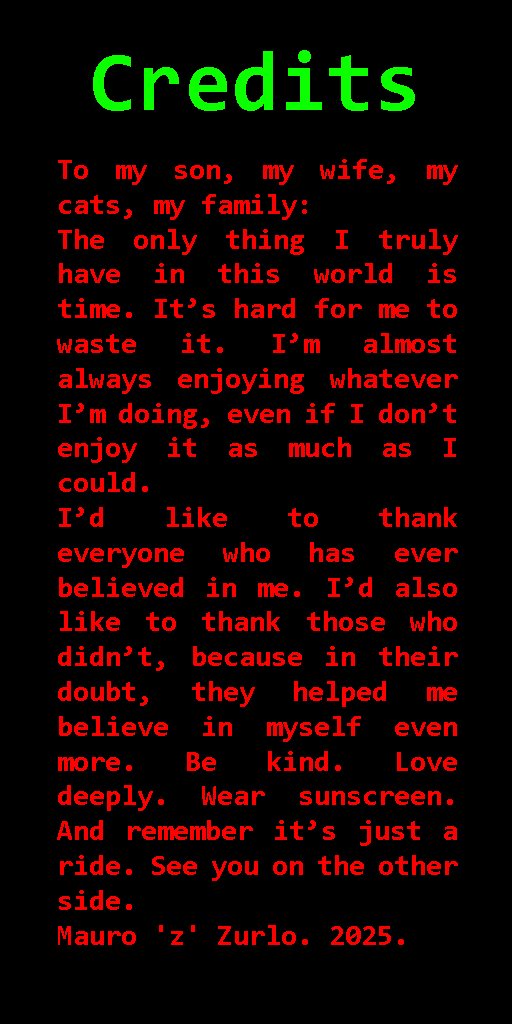 Credits
To my son, my wife, my
cats, my family:
The only thing I truly
have in this world is
time. It’s hard for me to
waste it. I’m almost
always enjoying whatever
I’m doing, even if I don’t
enjoy it as much as I
could.
I’d like to thank
everyone who has ever
believed in me. I’d also
like to thank those who
didn’t, because in their
doubt, they helped me
believe in myself even
more. Be kind. Love
deeply. Wear sunscreen.
And remember it’s just a
ride. See you on the other
side.
Mauro 'z' Zurlo. 2025.